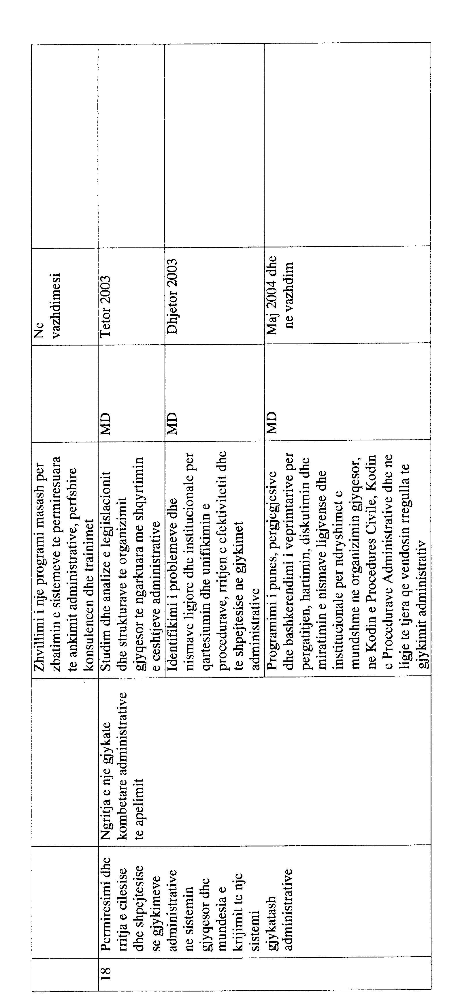 Zhvillimi i nje programi masash per
zbatimin e sistemeve te permiresuara
te ankimit administrative, perfshire
konsulencen dhe trainimet
Ne
vazhdimesi
18
Permiresimi dhe
rritja e cilesise
dhe shpejtesise
se gjykimeve
administrative
ne sistemin
gjyqesor dhe
mundesia e
krijimit te nje
sistemi
gjykatash
administrative
Ngritja e nje gjykate
kombetare administrative
te apelimit
Studim dhe analize e legjislacionit
dhe strukturave te organizimit
gjyqesor te ngarkuara me shqyrtimin
e ceshtjeve administrative
MD
Tetor 2003
Identifikimi i problemeve dhe
nismave ligjore dhe institucionale per
qartesiumin dhe unifikimin e
procedurave, rritjen e efektivitetit dhe
te shpejtesise ne gjykimet
administrative
MD
Dhjetor 2003
Programimi i punes, pergjegjesive
dhe bashkerendimi i veprimtarive per
pergatitjen, hartimin, diskutimin dhe
miratimin e nismave ligjvense dhe
institucionale per ndryshimet e
mundshme ne organizimin gjyqesor,
ne Kodin e Procedures Civile, Kodin
e Procedurave Administrative dhe ne
ligje te tjera qe vendosin rregulla te
gjykimit administrativ
MD
Maj 2004 dhe
ne vazhdim